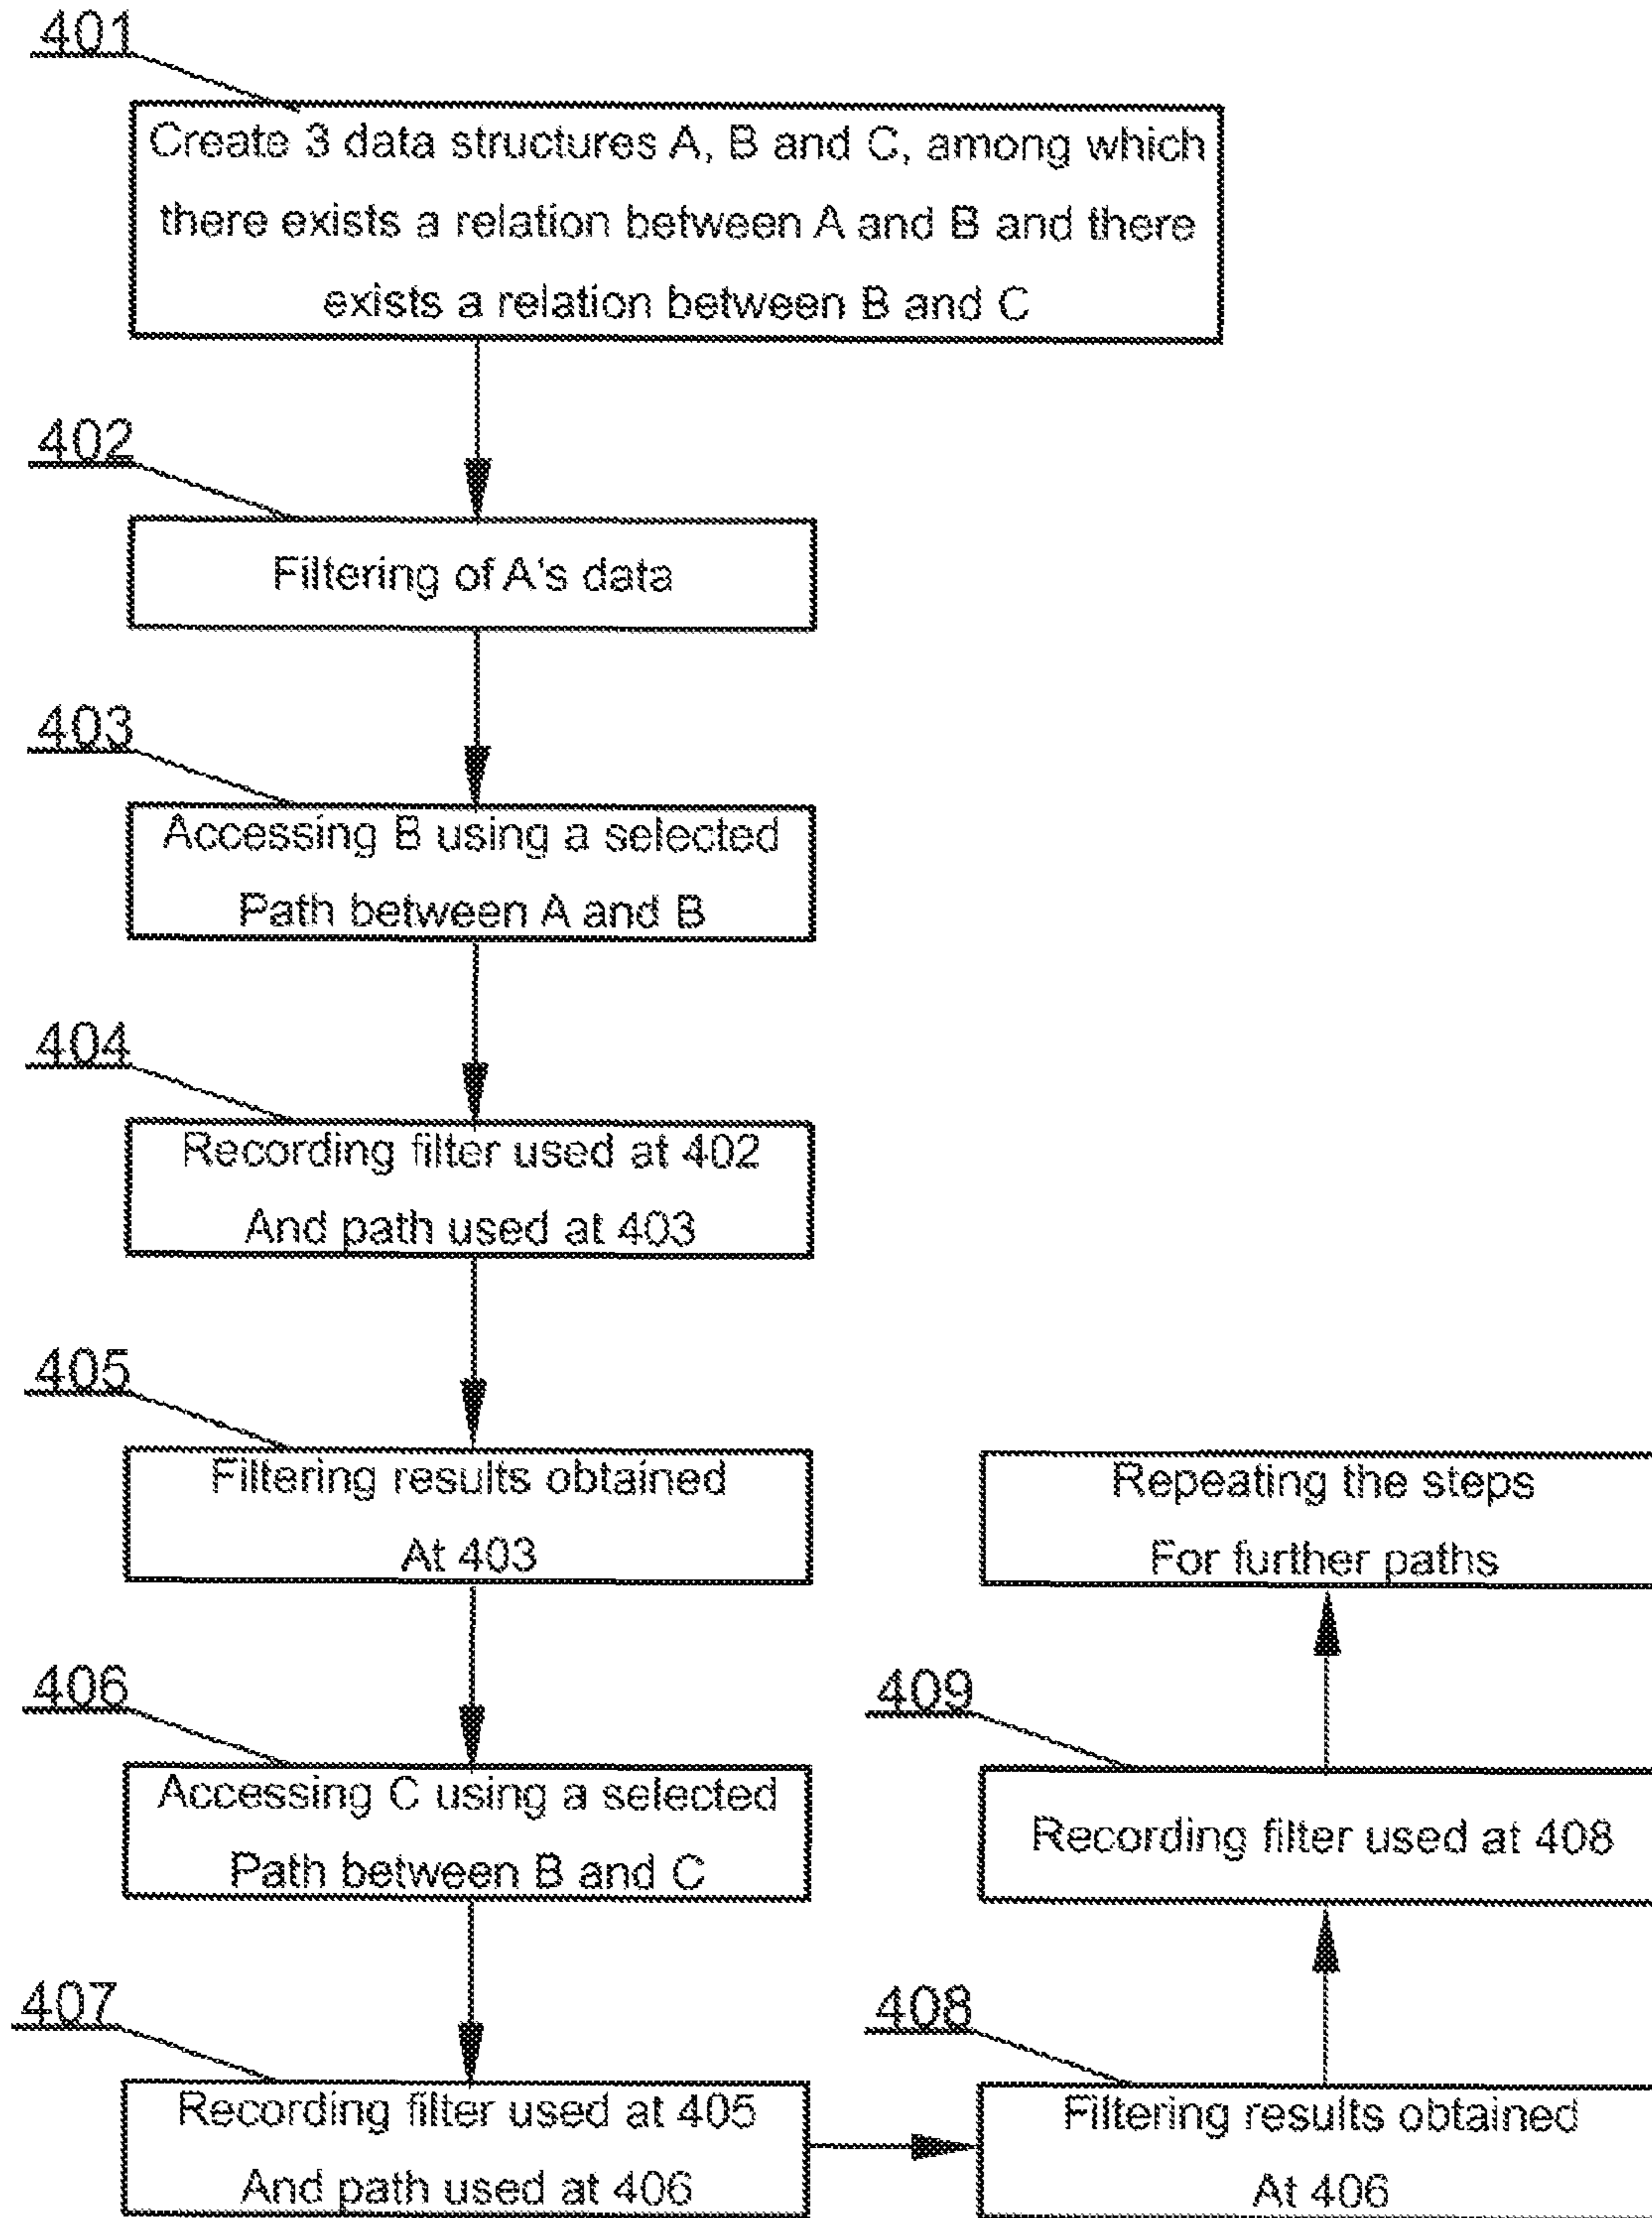 401
Create 3 data structures A, B and C, among which
there exists a relation between A and B and there
exists a relation between B and C
402
Filtering of A's data
403
Accessing B using a selected
Path between A and B
404
Recording filter used at 402
And path used at 403
405
Filtering results obtained
At 403
406
Accessing C using a selected
Path between B and C
407
Recording filter used at 405
And path used at 406
408
Filtering results obtained
At 406
409
Recording filter used at 408
Repeating the steps
For further paths